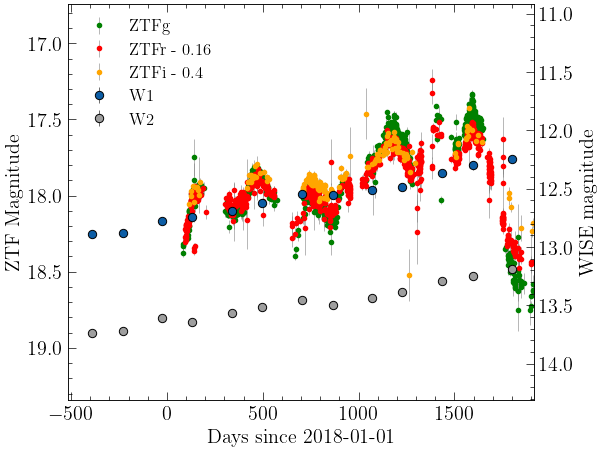 ZTFg
ZTFr - 0.16
ZTFi - 0.4
W1
W2
ZTF Magnitude
17.0
17.5
18.0
18.5
19.0
WISE magnitude
11.0
11.5
12.0
12.5
13.0
13.5
14.0
−500 0 500 1000 1500
Days since 2018-01-01